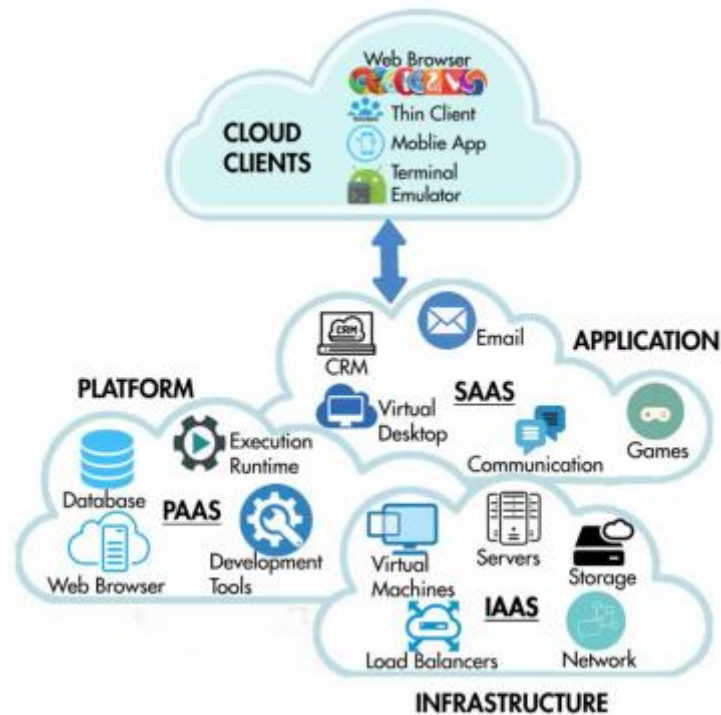 Web Browser
CLOUD
CLIENTS
Thin Client
Moblie App
Terminal
Emulator
CRM
CRM
Email
APPLICATION
SAAS
Virtual
Desktop
Communication
Games
PLATFORM
Execution
Runtime
Database
PAAS
Web Browser
Development
Tools
Virtual
Machines
Servers
Storage
IAAS
Load Balancers
Network
INFRASTRUCTURE